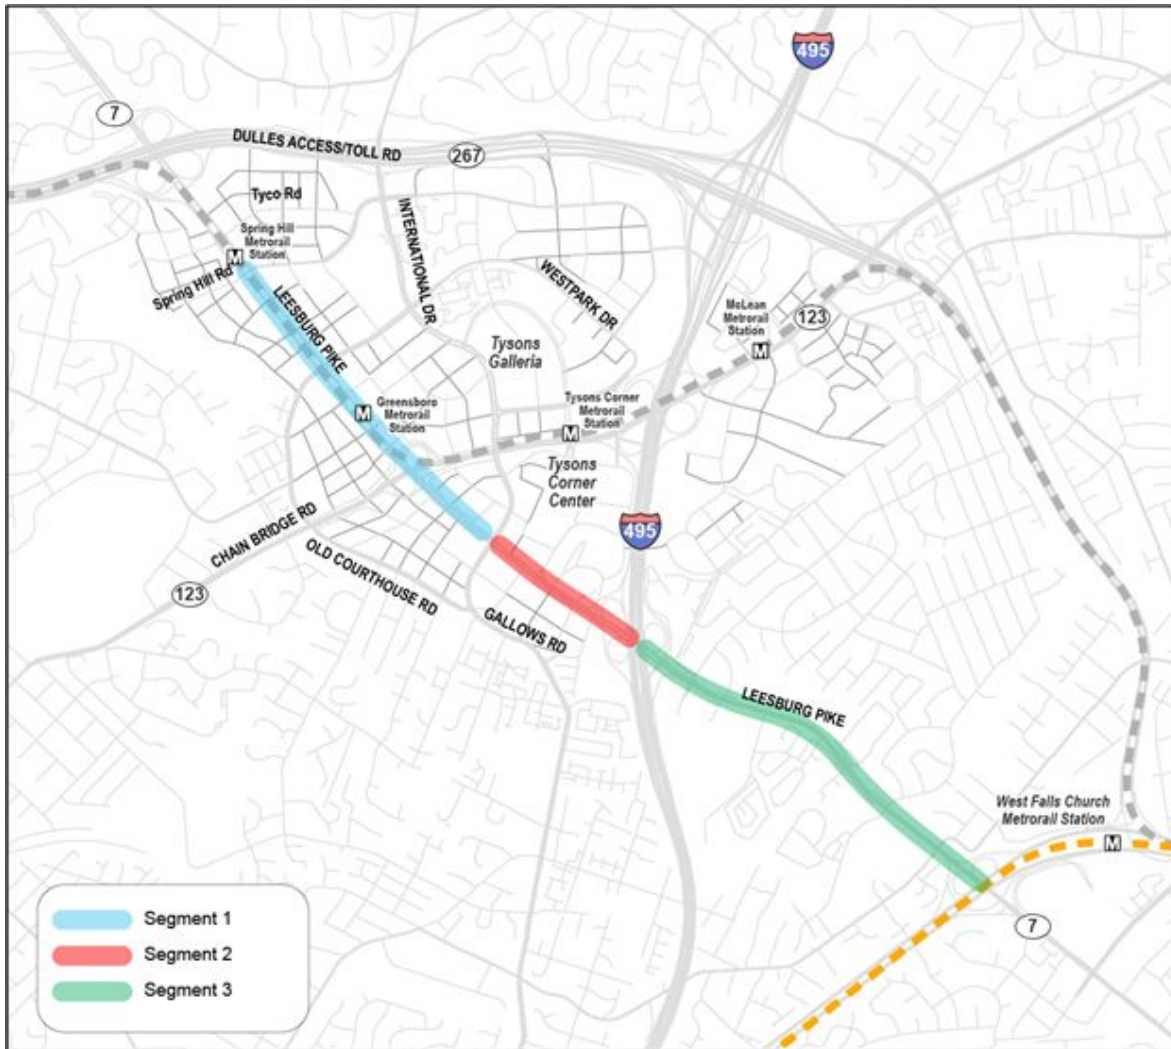 495
7
DULLES ACCESS/TOLL RD
267
Tyco Rd
Spring Hill
Metrorail
Station
M
Spring Hill Rd
LEESBURG PIKE
INTERNATIONAL DR
WESTPARK DR
McLean
Metrorail
Station
123
M
Tysons
Galleria
Greensboro
Metrorail
Station
M
Tysons Corner
Metrorail
Station
M
Tysons
Corner
Center
495
CHAIN BRIDGE RD
123
OLD COURTHOUSE RD
GALLOWS RD
LEESBURG PIKE
West Falls Church
Metrorail Station
M
7
Segment 1
Segment 2
Segment 3